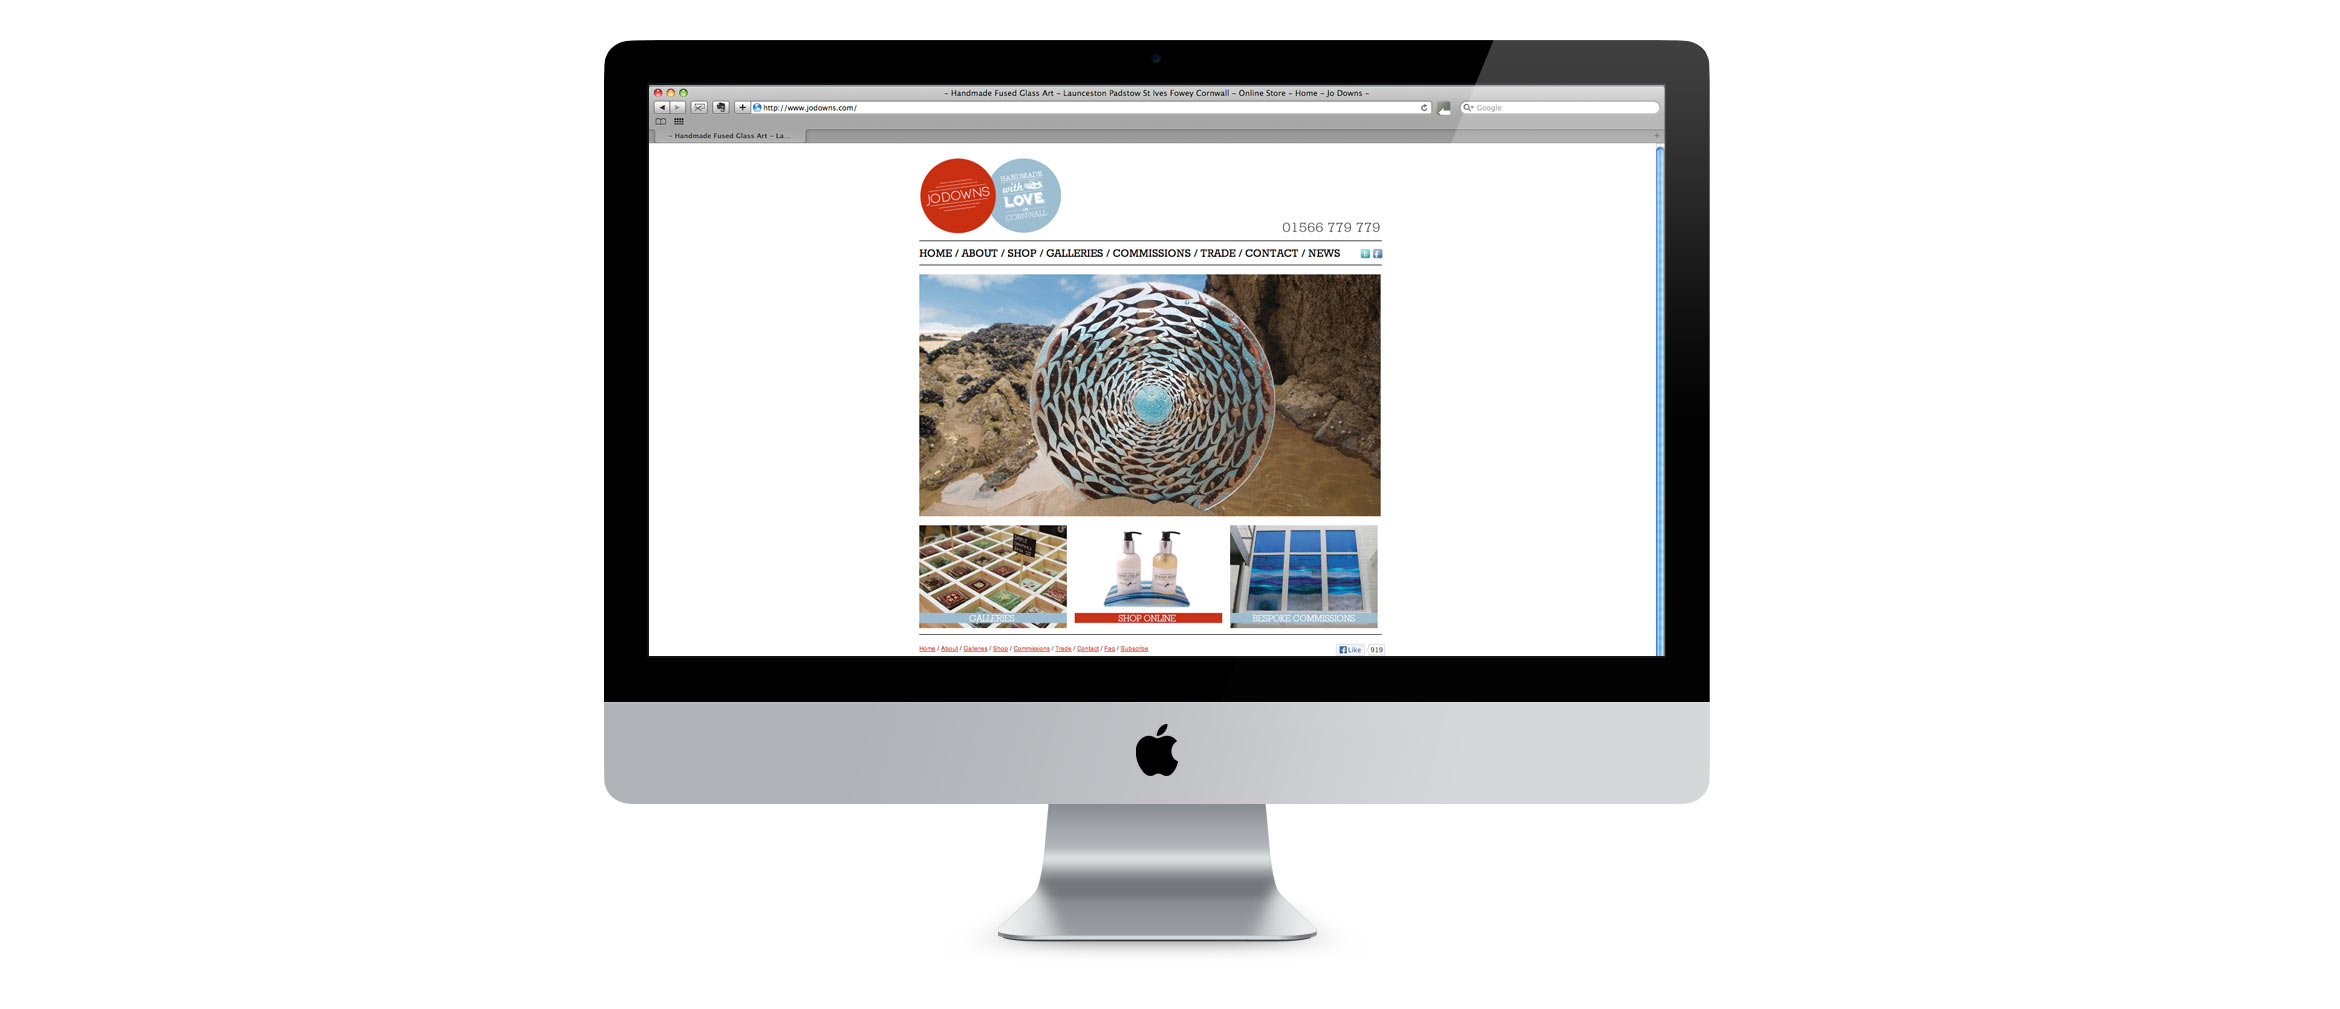 – Handmade Fused Glass Art – Launceston Padstow St Ives Fowey Cornwall – Online Store – Home – Jo Downs –
http://www.jodowns.com/
Google
– Handmade Fused Glass Art – La...
JODOWNS
HANDMADE
with
LOVE
in
CORNWALL
01566 779 779
HOME / ABOUT / SHOP / GALLERIES / COMMISSIONS / TRADE / CONTACT / NEWS
GALLERIES
SHOP ONLINE
BESPOKE COMMISSIONS
Home / About / Galleries / Shop / Commissions / Trade / Contact / Faq / Subscribe
Like 919